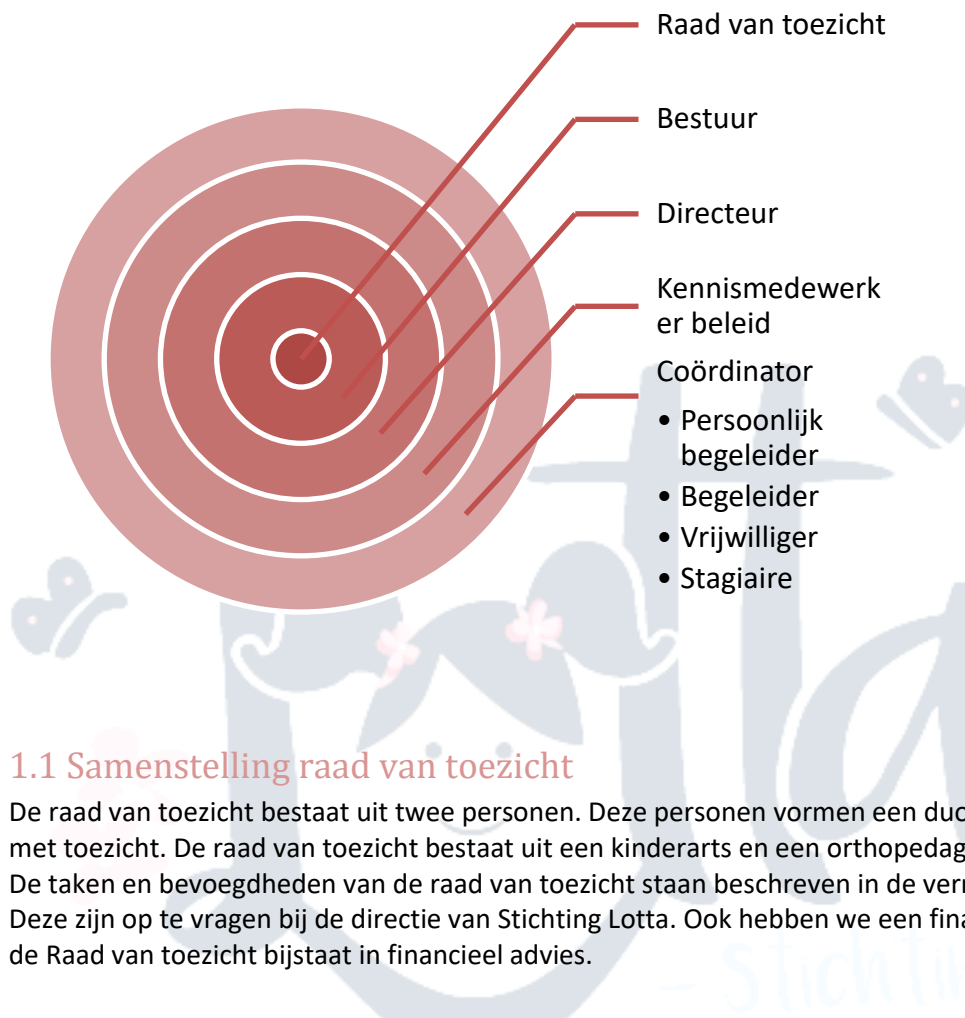 Raad van toezicht
Bestuur
Directeur
Kennismedewerk
er beleid
Coördinator
• Persoonlijk
begeleider
• Begeleider
• Vrijwilliger
• Stagiaire
1.1 Samenstelling raad van toezicht
De raad van toezicht bestaat uit twee personen. Deze personen vormen een duo
met toezicht. De raad van toezicht bestaat uit een kinderarts en een orthopedag
De taken en bevoegdheden van de raad van toezicht staan beschreven in de
Deze zijn op te vragen bij de directie van Stichting Lotta. Ook hebben we een
de Raad van toezicht bijstaat in financieel advies.